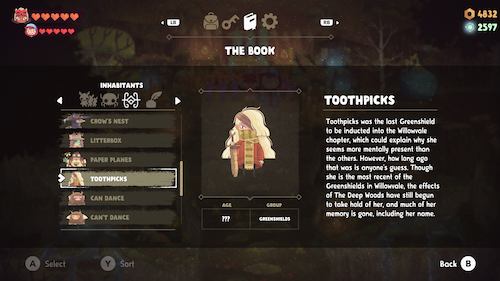 LB
RB
4832
2597
THE BOOK
INHABITANTS
CROW'S NEST
LITTERBOX
PAPER PLANES
TOOTHPICKS
CAN DANCE
CAN'T DANCE
AGE
GROUP
???
GREENSHIELDS
TOOTHPICKS
Toothpicks was the last Greenshield
to be inducted into the Willowvale
chapter, which could explain why she
seems more mentally present than
the others. However, how long ago
that was is anyone's guess. Though
she is the most recent of the
Greenshields in Willowvale, the effects
of The Deep Woods have still begun
to take hold of her, and much of her
memory is gone, including her name.
A Select
Y Sort
Back B